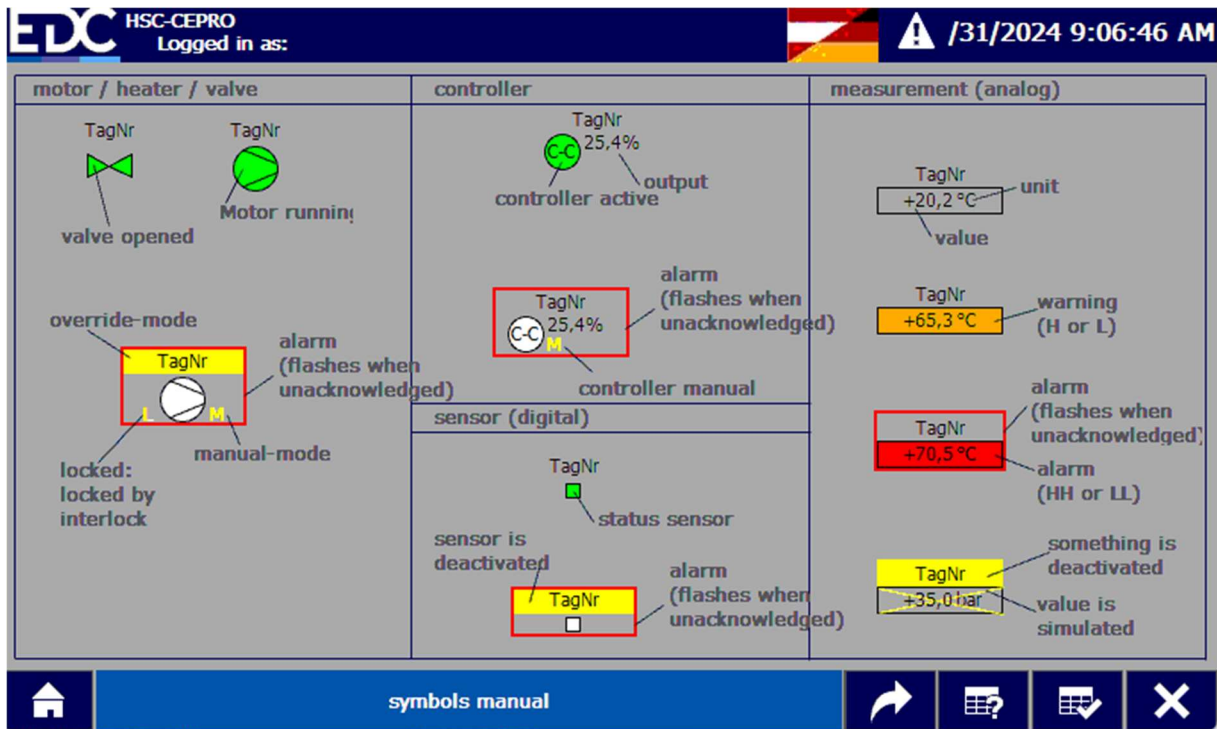 EDC
HSC-CEPRO
Logged in as:
/31/2024 9:06:46 AM
motor / heater / valve
TagNr
TagNr
valve opened
Motor running
override-mode
TagNr
alarm
(flashes when
unacknowledged)
L
M
manual-mode
locked:
locked by
interlock
controller
TagNr
C-C
25,4%
output
controller active
TagNr
C-C
25,4%
M
alarm
(flashes when
unacknowledged)
controller manual
sensor (digital)
TagNr
status sensor
sensor is
deactivated
TagNr
alarm
(flashes when
unacknowledged)
measurement (analog)
TagNr
+20,2 °C
unit
value
TagNr
+65,3 °C
warning
(H or L)
TagNr
+70,5 °C
alarm
(flashes when
unacknowledged)
alarm
(HH or LL)
TagNr
+35,0 bar
something is
deactivated
value is
simulated
symbols manual